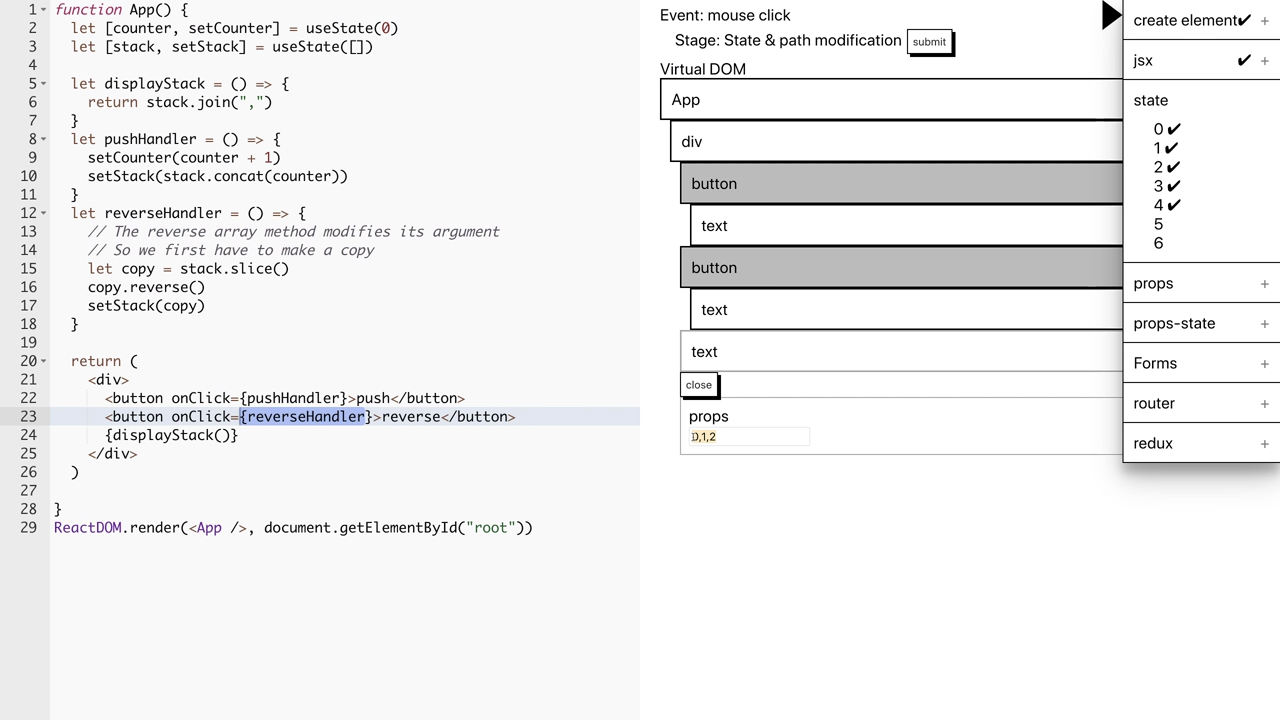 1 function App() {
2 let [counter, setCounter] = useState(0)
3 let [stack, setStack] = useState([])
4
5 let displayStack = () => {
6 return stack.join(",")
7 }
8 let pushHandler = () => {
9 setCounter(counter + 1)
10 setStack(stack.concat(counter))
11 }
12 let reverseHandler = () => {
13 // The reverse array method modifies its argument
14 // So we first have to make a copy
15 let copy = stack.slice()
16 copy.reverse()
17 setStack(copy)
18 }
19
20 return (
21 <div>
22 <button onClick={pushHandler}>push</button>
23 <button onClick={reverseHandler}>reverse</button>
24 {displayStack()}
25 </div>
26 )
27
28 }
29 ReactDOM.render(<App />, document.getElementById("root"))
Event: mouse click
Stage: State & path modification submit
Virtual DOM
App
div
button
text
button
text
text
close
props
0,1,2
create element✔ +
jsx ✔ +
state
0 ✔
1 ✔
2 ✔
3 ✔
4 ✔
5
6
props +
props-state +
Forms +
router +
redux +